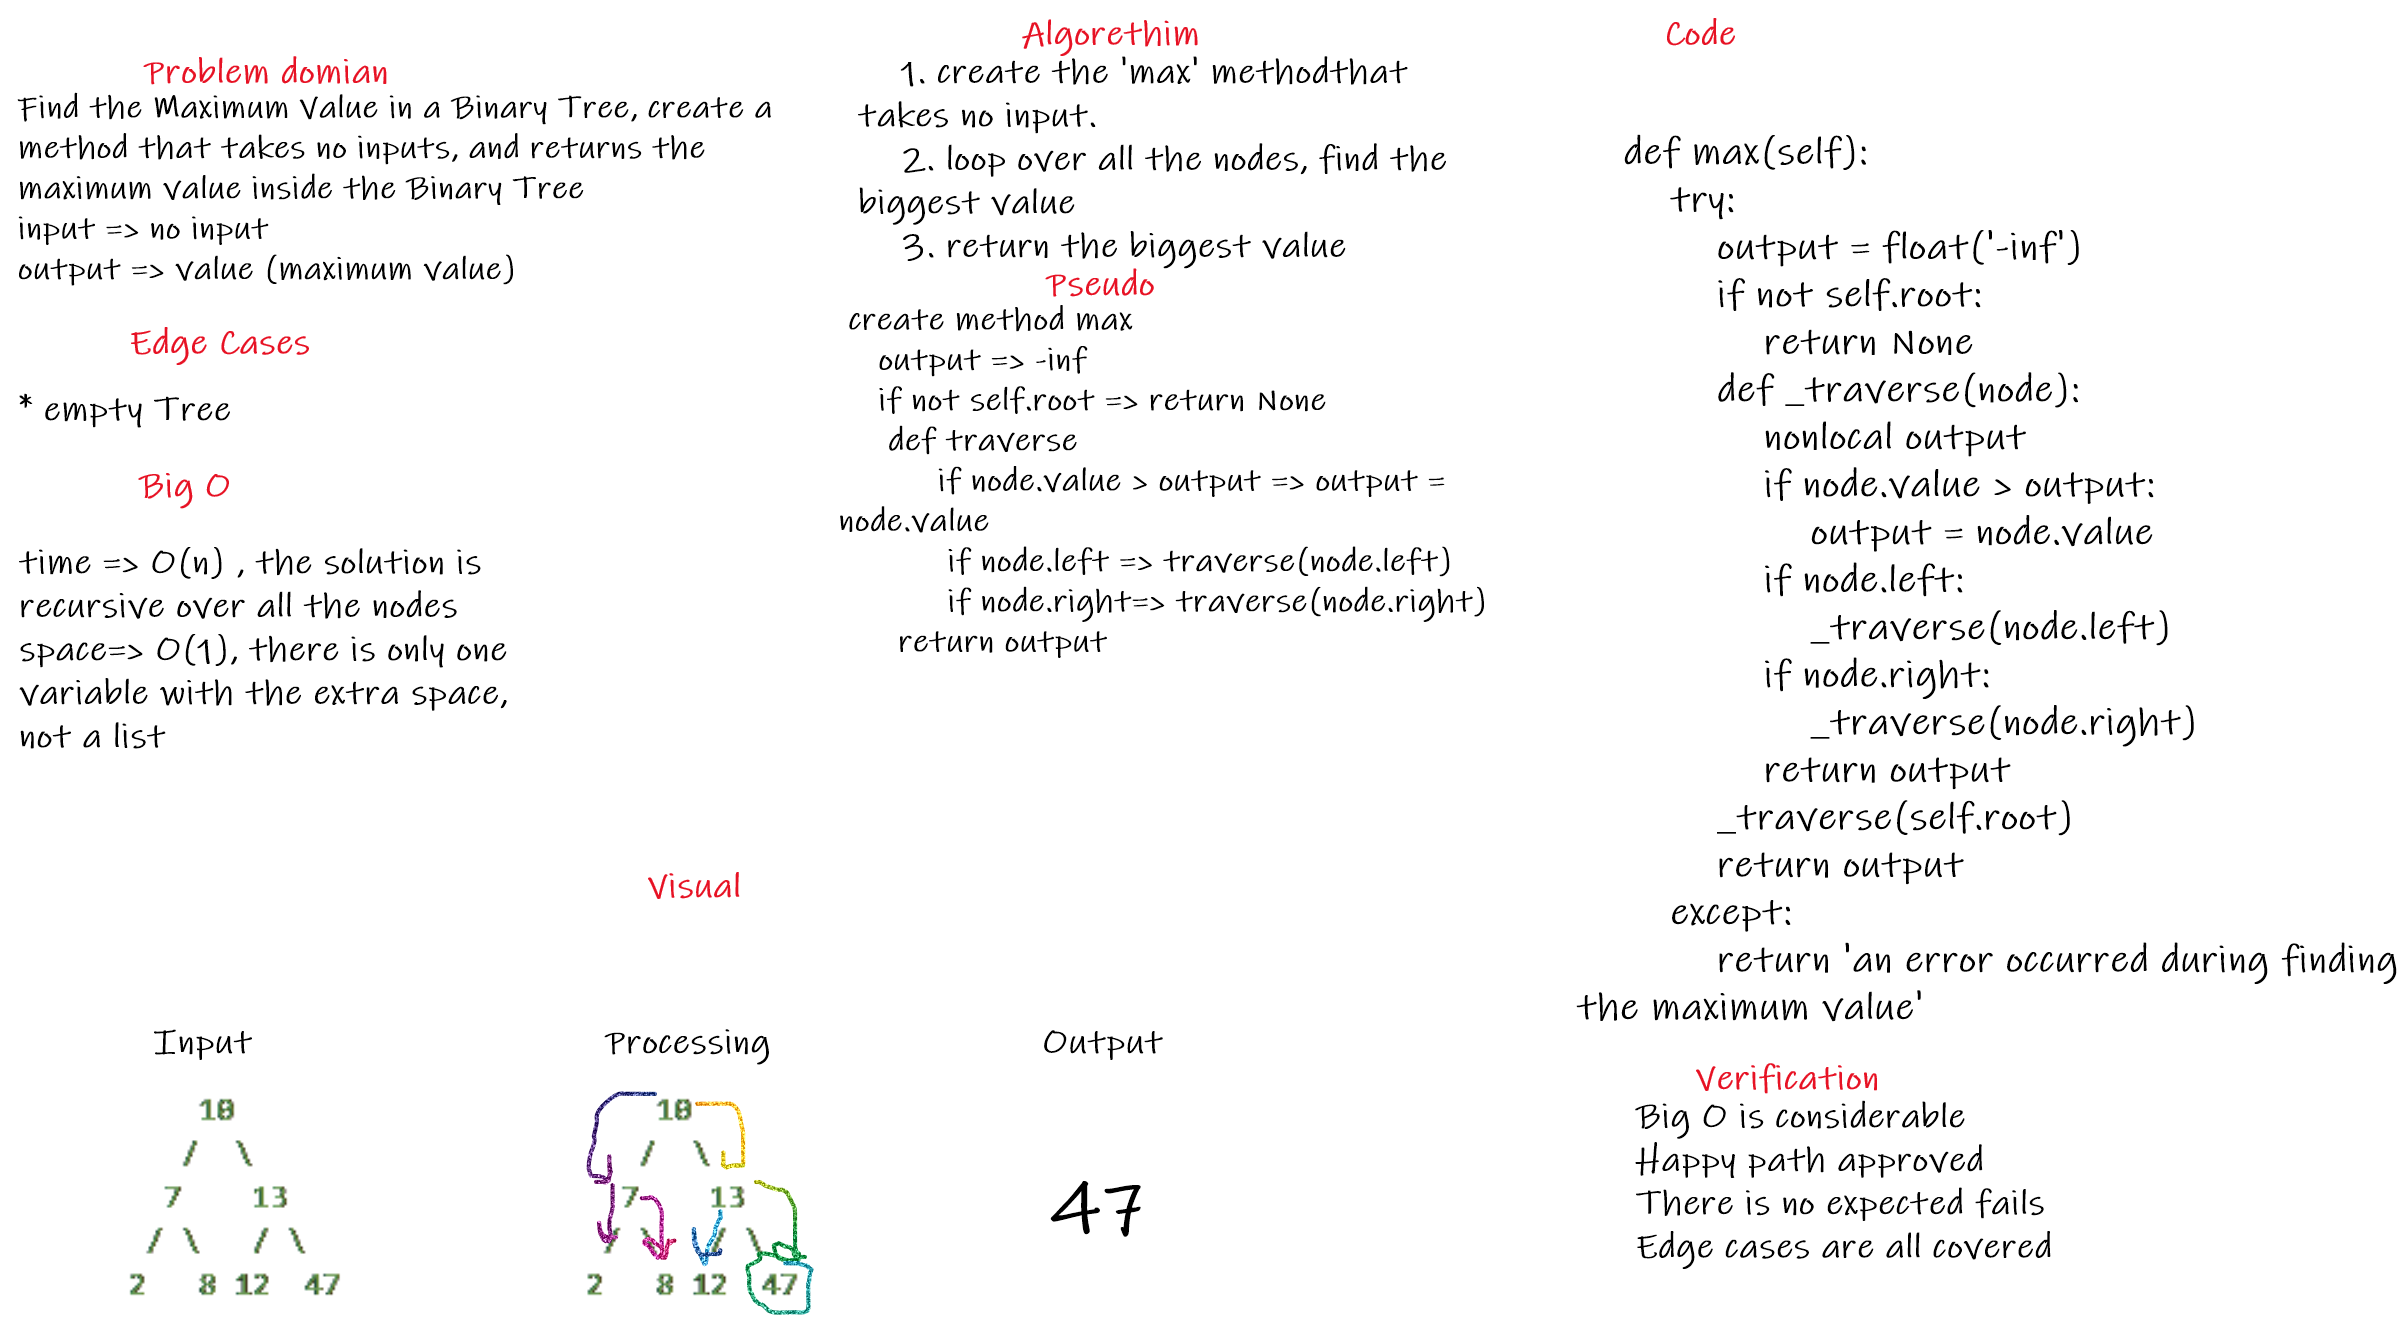 Problem domian
Find the Maximum Value in a Binary Tree, create a
method that takes no inputs, and returns the
maximum value inside the Binary Tree
input => no input
output => value (maximum value)
Edge Cases
* empty Tree
Big O
time => O(n) , the solution is
recursive over all the nodes
space=> O(1), there is only one
variable with the extra space,
not a list
Algorethim
1. create the 'max' methodthat
takes no input.
2. loop over all the nodes, find the
biggest value
3. return the biggest value
Pseudo
create method max
output => -inf
if not self.root => return None
def traverse
if node.value > output => output =
node.value
if node.left => traverse(node.left)
if node.right=> traverse(node.right)
return output
Code
def max(self):
try:
output = float('-inf')
if not self.root:
return None
def _traverse(node):
nonlocal output
if node.value > output:
output = node.value
if node.left:
_traverse(node.left)
if node.right:
_traverse(node.right)
return output
_traverse(self.root)
return output
except:
return 'an error occurred during finding
the maximum value'
Verification
Big O is considerable
Happy path approved
There is no expected fails
Edge cases are all covered
Visual
Input
10
/ \
7 13
/ \ / \
2 8 12 47
Processing
10
/ \
7 13
/ \ / \
2 8 12 47
Output
47